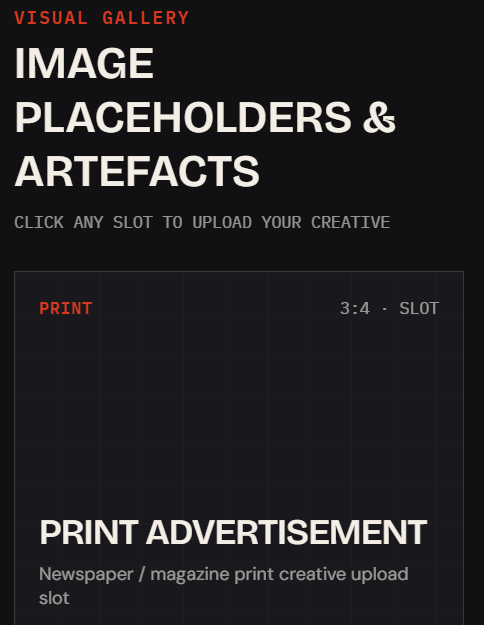 VISUAL GALLERY
IMAGE
PLACEHOLDERS &
ARTEFACTS
CLICK ANY SLOT TO UPLOAD YOUR CREATIVE
PRINT
3:4 · SLOT
PRINT ADVERTISEMENT
Newspaper / magazine print creative upload
slot